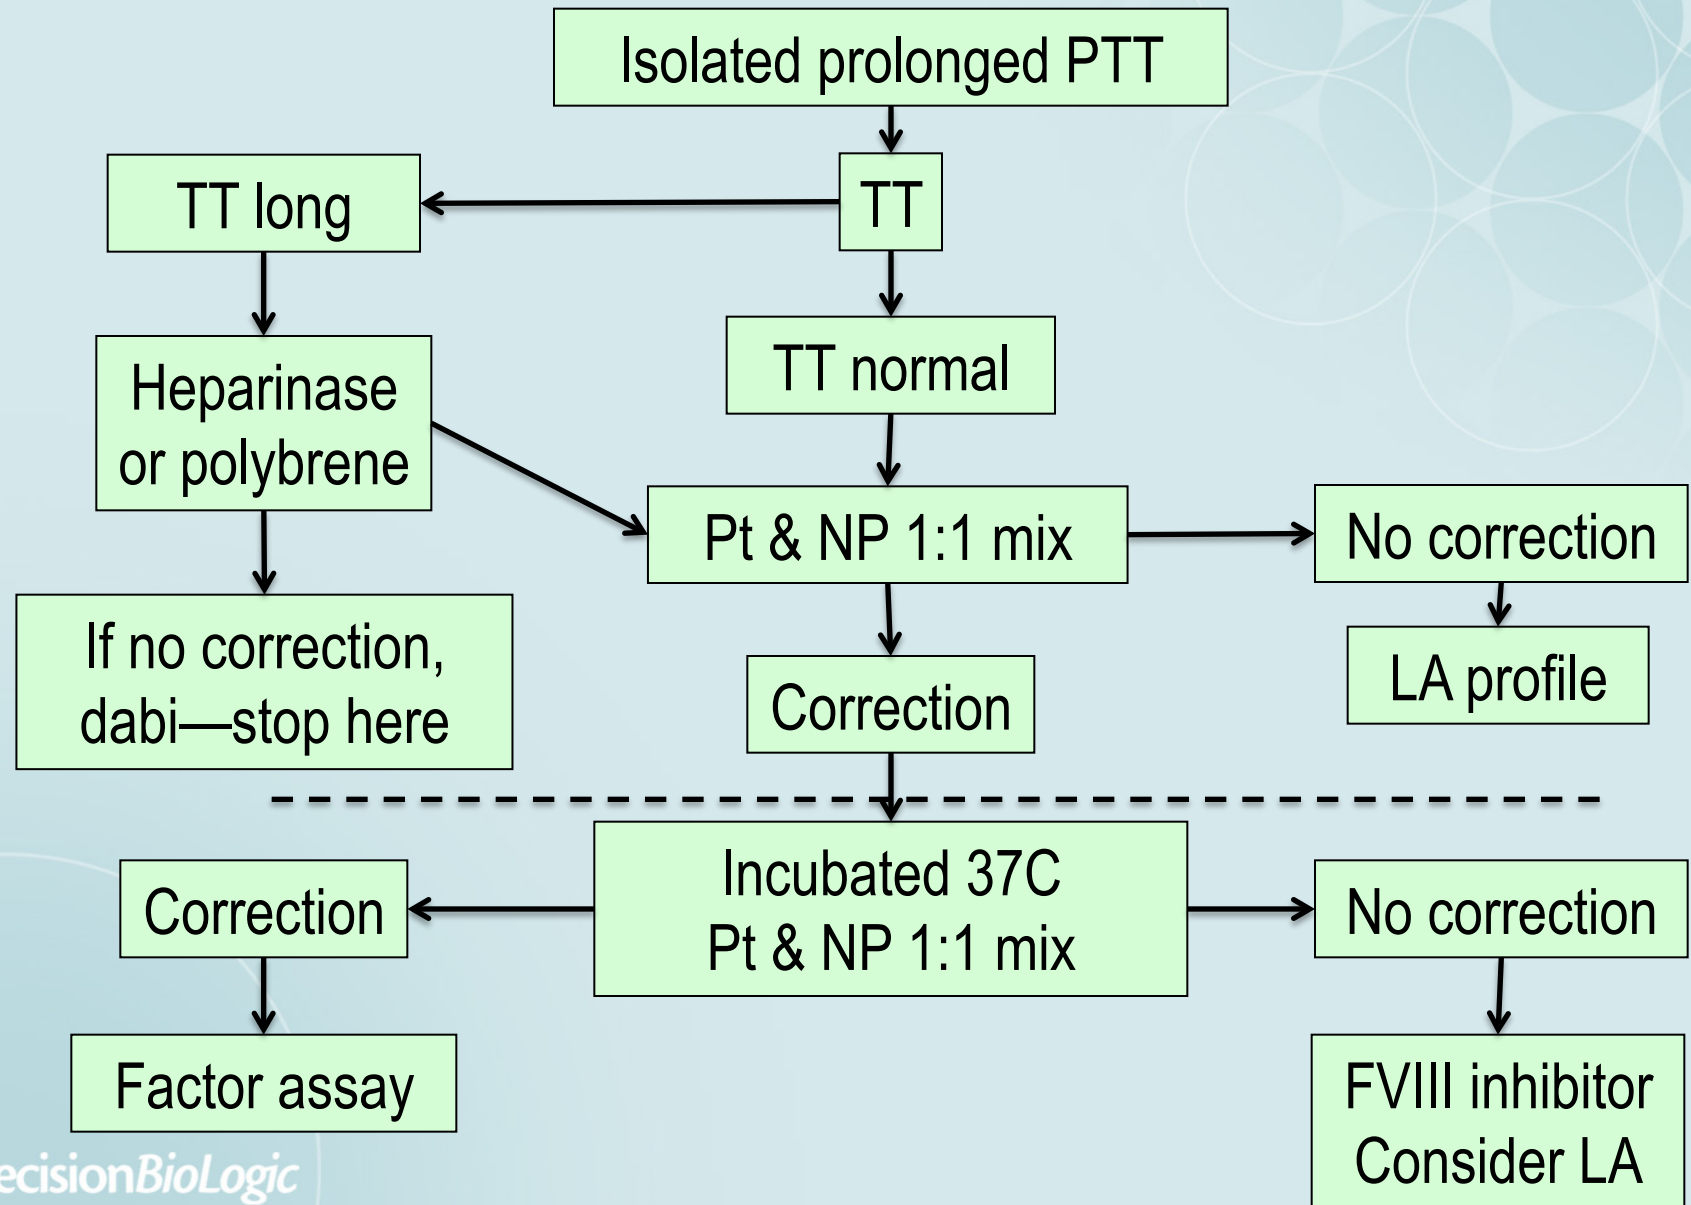 Isolated prolonged PTT
TT long
TT
Heparinase
or polybrene
TT normal
Pt & NP 1:1 mix
No correction
If no correction,
dabi—stop here
LA profile
Correction
Incubated 37C
Pt & NP 1:1 mix
Correction
No correction
Factor assay
FVIII inhibitor
Consider LA
ecisionBioLogic